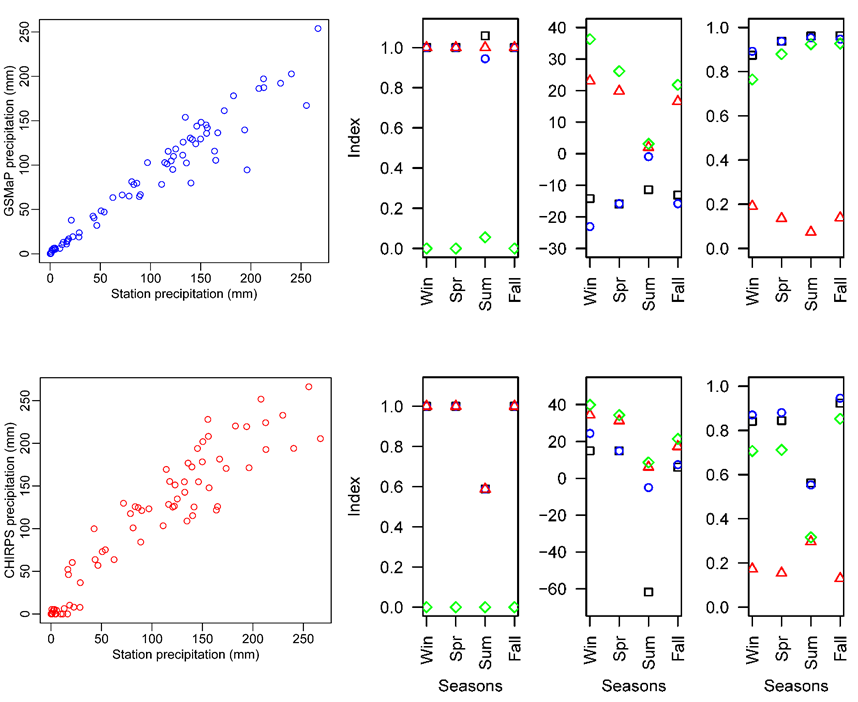 GSMaP precipitation (mm)
250
200
150
100
50
0
0 50 100 150 200 250
Station precipitation (mm)
Index
1.0
0.8
0.6
0.4
0.2
0.0
Win Spr Sum Fall
40
30
20
10
0
−10
−20
−30
Win Spr Sum Fall
1.0
0.8
0.6
0.4
0.2
0.0
Win Spr Sum Fall
CHIRPS precipitation (mm)
250
200
150
100
50
0
0 50 100 150 200 250
Station precipitation (mm)
Index
1.0
0.8
0.6
0.4
0.2
0.0
Win Spr Sum Fall
Seasons
40
20
0
−20
−40
−60
Win Spr Sum Fall
Seasons
1.0
0.8
0.6
0.4
0.2
0.0
Win Spr Sum Fall
Seasons